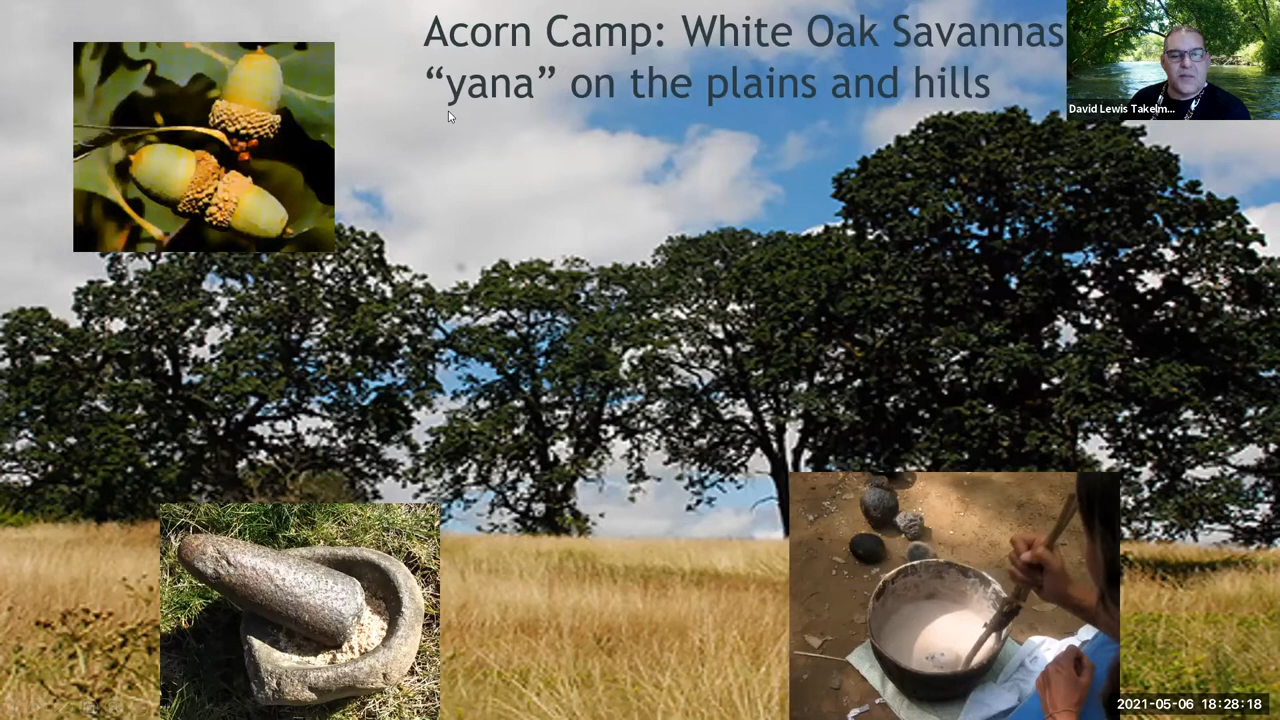 Acorn Camp: White Oak Savannas
“yana” on the plains and hills
David Lewis Takelm...
2021-05-06 18:28:18